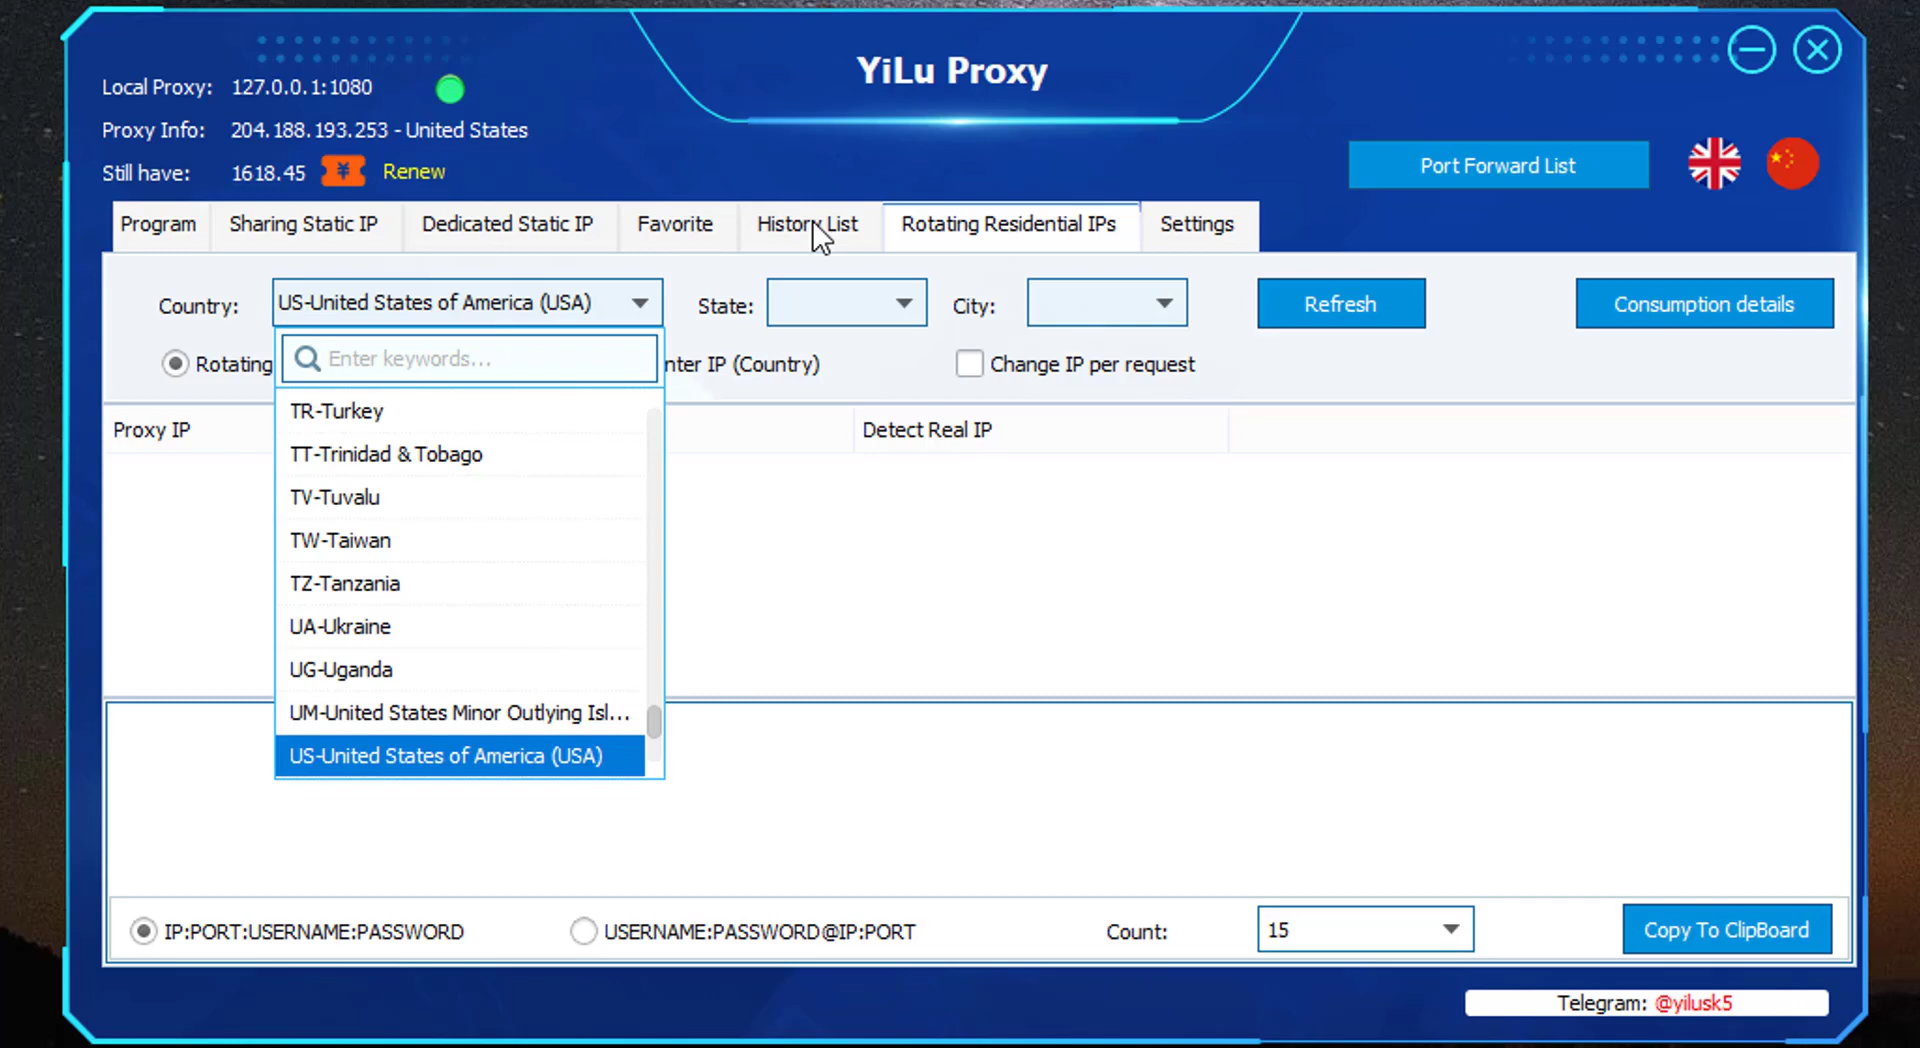 YiLu Proxy
Local Proxy: 127.0.0.1:1080
Proxy Info: 204.188.193.253 - United States
Still have: 1618.45 ¥ Renew
Port Forward List
Program Sharing Static IP Dedicated Static IP Favorite History List Rotating Residential IPs Settings
Country: US-United States of America (USA) State: City: Refresh Consumption details
Rotating Enter keywords... nter IP (Country) Change IP per request
Proxy IP Detect Real IP
TR-Turkey
TT-Trinidad & Tobago
TV-Tuvalu
TW-Taiwan
TZ-Tanzania
UA-Ukraine
UG-Uganda
UM-United States Minor Outlying Isl...
US-United States of America (USA)
IP:PORT:USERNAME:PASSWORD USERNAME:PASSWORD@IP:PORT Count: 15 Copy To ClipBoard
Telegram: @yilusk5